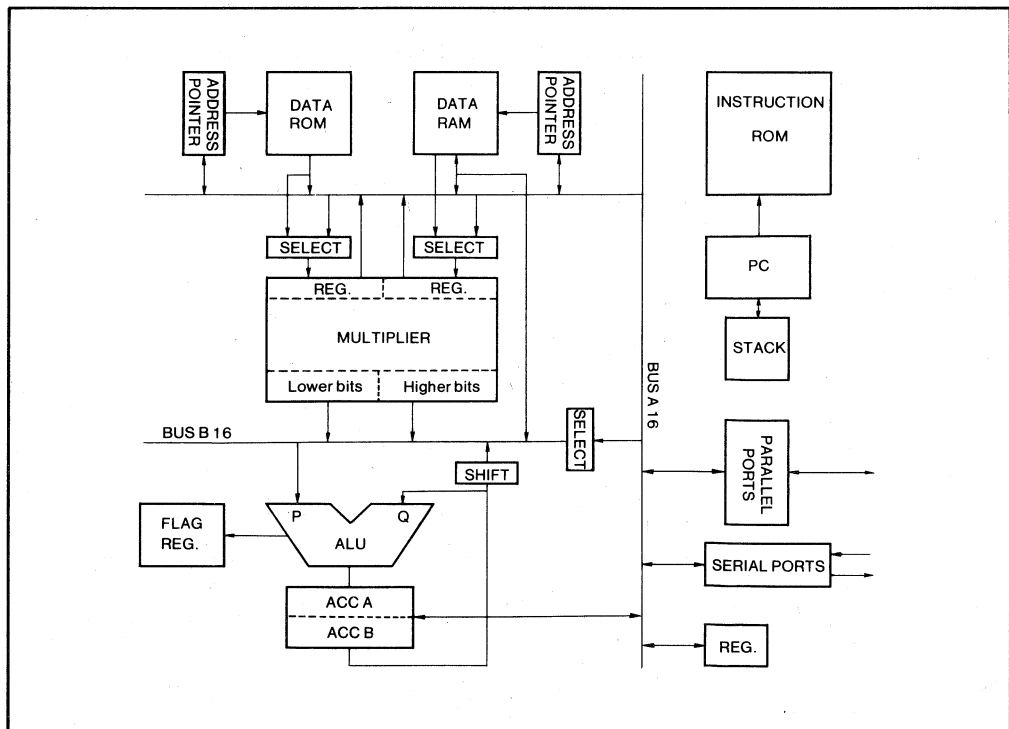 ADDRESS
POINTER
DATA
ROM
DATA
RAM
ADDRESS
POINTER
INSTRUCTION
ROM
SELECT
SELECT
PC
REG.
REG.
MULTIPLIER
STACK
Lower bits
Higher bits
BUS A 16
BUS B 16
SELECT
SHIFT
PARALLEL
PORTS
P
Q
ALU
FLAG
REG.
SERIAL PORTS
ACC A
ACC B
REG.